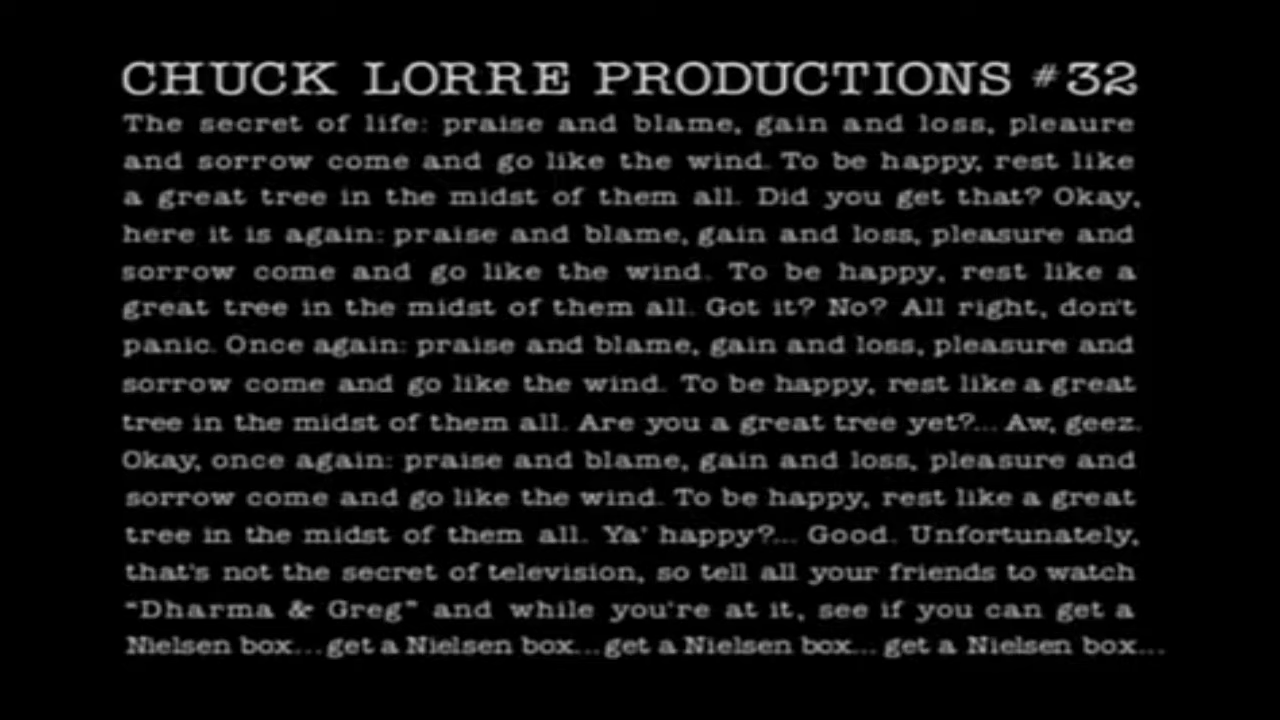 CHUCK LORRE PRODUCTIONS #32
The secret of life: praise and blame, gain and loss, pleaure
and sorrow come and go like the wind. To be happy, rest like
a great tree in the midst of them all. Did you get that? Okay,
here it is again: praise and blame, gain and loss, pleasure and
sorrow come and go like the wind. To be happy, rest like a
great tree in the midst of them all. Got it? No? All right, don't
panic. Once again: praise and blame, gain and loss, pleasure and
sorrow come and go like the wind. To be happy, rest like a great
tree in the midst of them all. Are you a great tree yet?... Aw, geez.
Okay, once again: praise and blame, gain and loss, pleasure and
sorrow come and go like the wind. To be happy, rest like a great
tree in the midst of them all. Ya' happy?... Good. Unfortunately,
that's not the secret of television, so tell all your friends to watch
"Dharma & Greg" and while you're at it, see if you can get a
Nielsen box...get a Nielsen box...get a Nielsen box... get a Nielsen box...